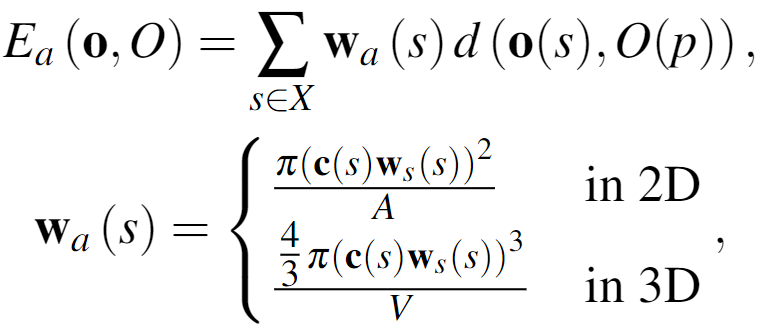 E_a (𝐨, O) = ∑_{s∈X} 𝐰_a (s) d (𝐨(s), O(p)) ,
𝐰_a (s) = { π(𝐜(s)𝐰_s(s))² / A in 2D
4/3 π(𝐜(s)𝐰_s(s))³ / V in 3D ,